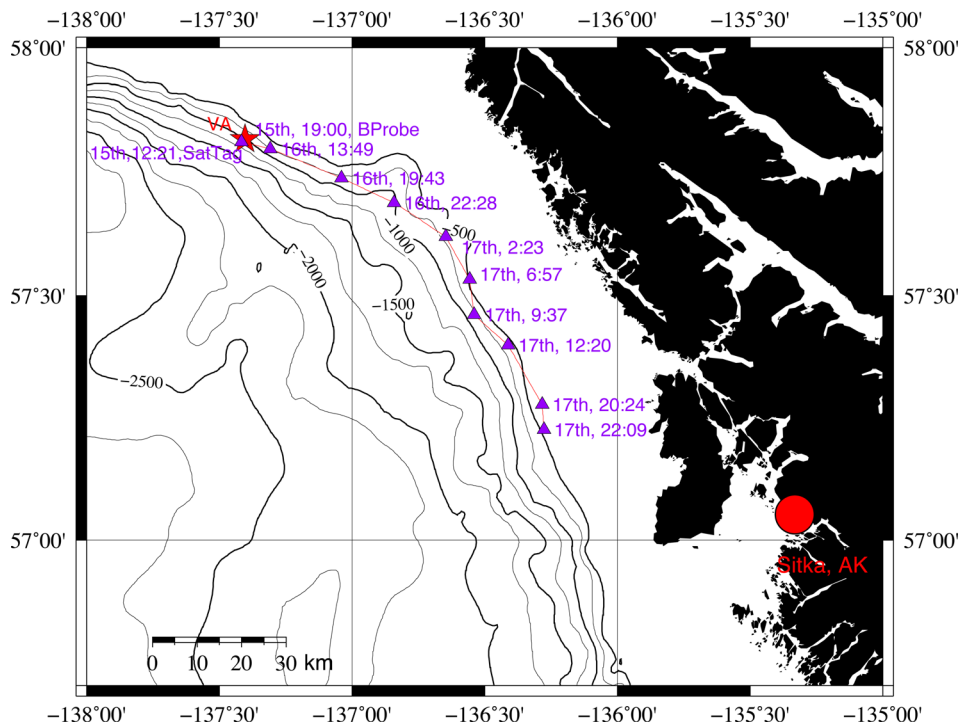 −138˚00' −137˚30' −137˚00' −136˚30' −136˚00' −135˚30' −135˚00'
58˚00' 58˚00'
VA
15th, 19:00, BProbe
16th, 13:49
15th,12:21,SatTag
16th, 19:43
16th, 22:28
−500
−1000
17th, 2:23
−2000
17th, 6:57
57˚30' 57˚30'
−1500
17th, 9:37
17th, 12:20
−2500
17th, 20:24
17th, 22:09
57˚00' 57˚00'
Sitka, AK
0 10 20 30 km
−138˚00' −137˚30' −137˚00' −136˚30' −136˚00' −135˚30' −135˚00'